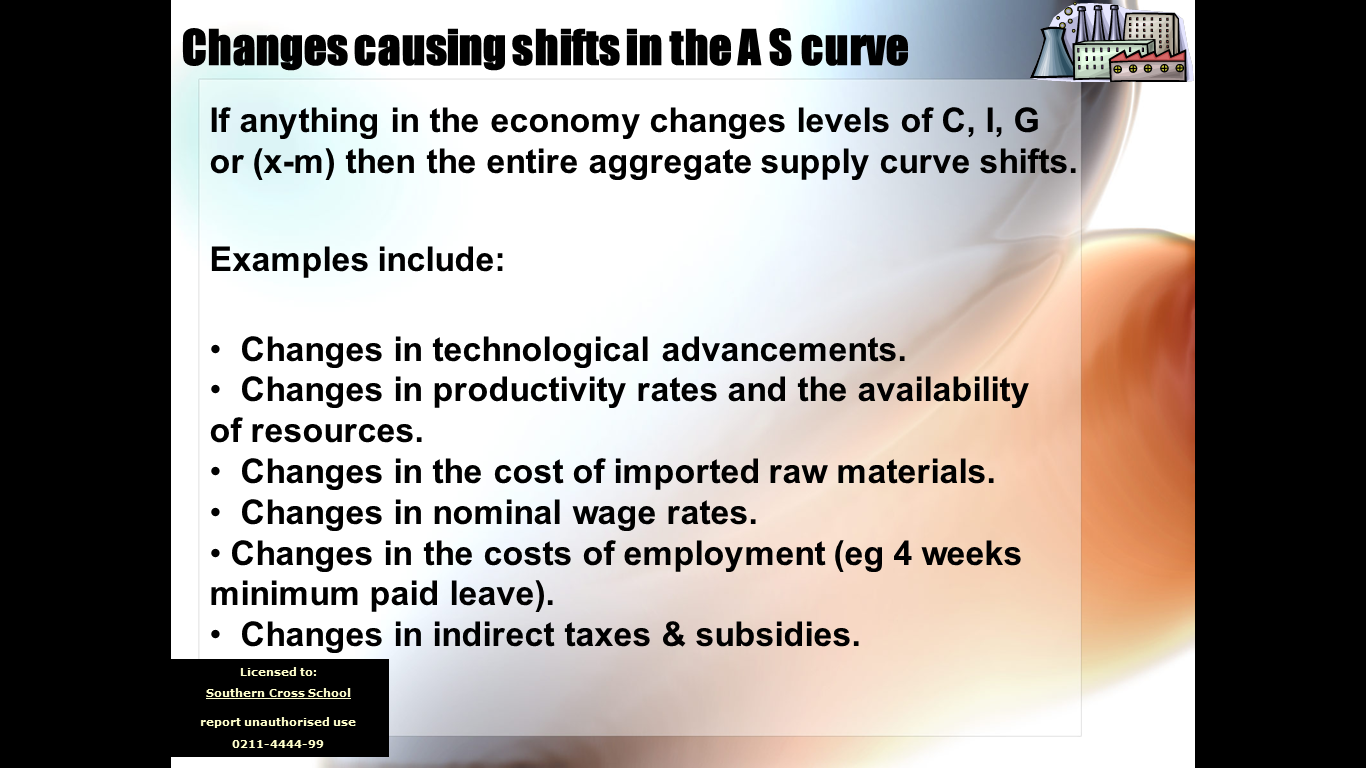 Changes causing shifts in the A S curve
If anything in the economy changes levels of C, I, G
or (x-m) then the entire aggregate supply curve shifts.
Examples include:
• Changes in technological advancements.
• Changes in productivity rates and the availability
of resources.
• Changes in the cost of imported raw materials.
• Changes in nominal wage rates.
• Changes in the costs of employment (eg 4 weeks
minimum paid leave).
• Changes in indirect taxes & subsidies.
Licensed to:
Southern Cross School
report unauthorised use
0211-4444-99